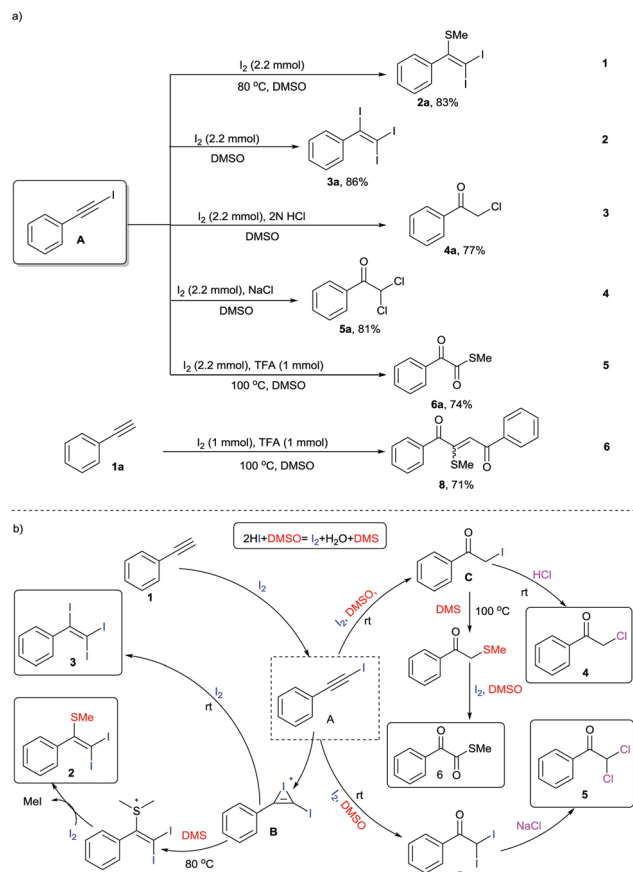 a)
SMe
I
I
I2 (2.2 mmol)
80 °C, DMSO
2a, 83%
1
I
I
I
I2 (2.2 mmol)
DMSO
3a, 86%
2
I
A
O
Cl
I2 (2.2 mmol), 2N HCl
DMSO
4a, 77%
3
O
Cl
Cl
I2 (2.2 mmol), NaCl
DMSO
5a, 81%
4
O
SMe
O
I2 (2.2 mmol), TFA (1 mmol)
100 °C, DMSO
6a, 74%
5
1a
I2 (1 mmol), TFA (1 mmol)
100 °C, DMSO
O
SMe
O
8, 71%
6
b)
2HI+DMSO= I2+H2O+DMS
1
I2
O
I
C
I2, DMSO,
rt
HCl
rt
DMS
100 °C
O
Cl
4
I
I
I
3
I2
rt
I
A
O
SMe
I2, DMSO
O
SMe
6
O
SMe
I
I
2
MeI
I2
S+
I
I
DMS
80 °C
I+
I
B
I2, DMSO
rt
O
I
I
NaCl
O
Cl
Cl
5